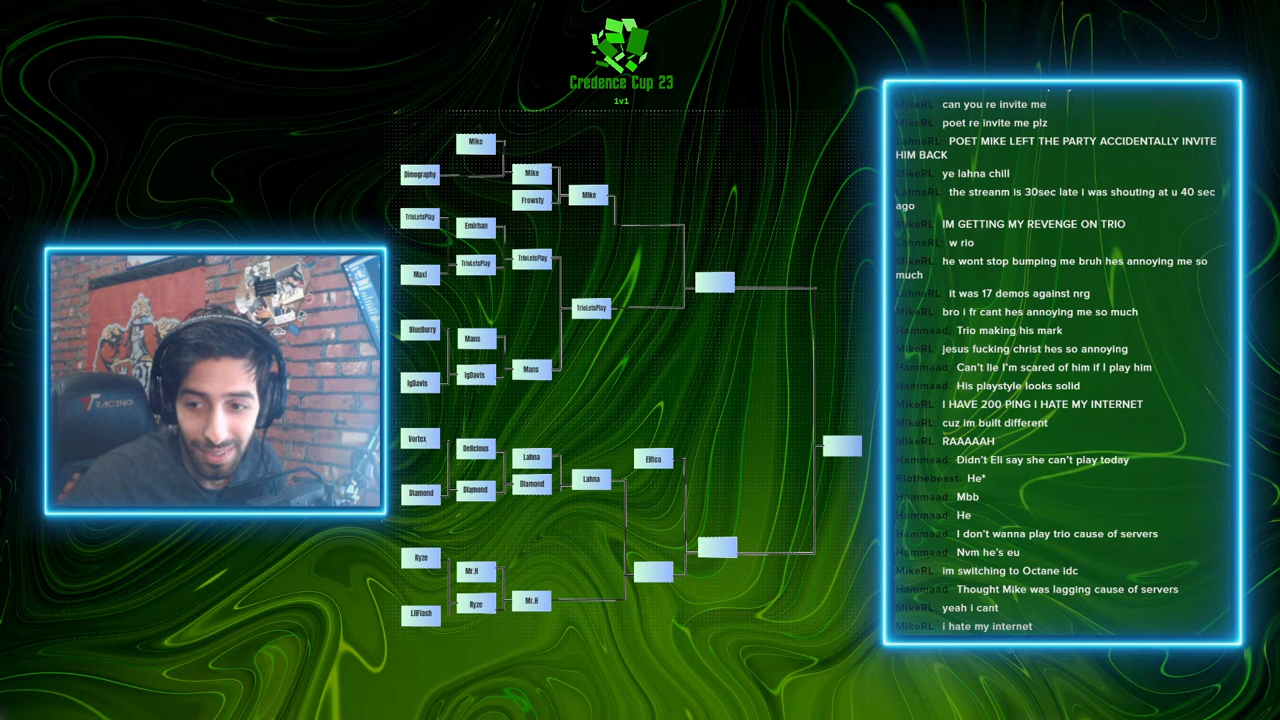 Credence Cup 23
1v1
Mike
Dimography
Mike
Frowsty
Mike
TrioLetsPlay
Emirhan
TrioLetsPlay
Maxi
TrioLetsPlay
TrioLetsPlay
BlueBurry
Mans
IgDavis
IgDavis
Mans
Vortex
Delicious
Diamond
Diamond
Lahna
Diamond
Lahna
Elitea
Ryze
Mr.H
Ryze
LilFlash
Mr.H
RACING
MikeRL: can you re invite me
MikeRL: poet re invite me plz
LahnaRL: POET MIKE LEFT THE PARTY ACCIDENTALLY INVITE
HIM BACK
MikeRL: ye lahna chill
LahnaRL: the streanm is 30sec late i was shouting at u 40 sec
ago
MikeRL: IM GETTING MY REVENGE ON TRIO
LahnaRL: w rio
MikeRL: he wont stop bumping me bruh hes annoying me so
much
LahnaRL: it was 17 demos against nrg
MikeRL: bro i fr cant hes annoying me so much
Hammaad: Trio making his mark
MikeRL: jesus fucking christ hes so annoying
Hammaad: Can't lie I'm scared of him if I play him
Hammaad: His playstyle looks solid
MikeRL: I HAVE 200 PING I HATE MY INTERNET
MikeRL: cuz im built different
MikeRL: RAAAAAH
Hammaad: Didn't Eli say she can't play today
Riothebeast: He*
Hammaad: Mbb
Hammaad: He
Hammaad: I don't wanna play trio cause of servers
Hammaad: Nvm he's eu
MikeRL: im switching to Octane idc
Hammaad: Thought Mike was lagging cause of servers
MikeRL: yeah i cant
MikeRL: i hate my internet